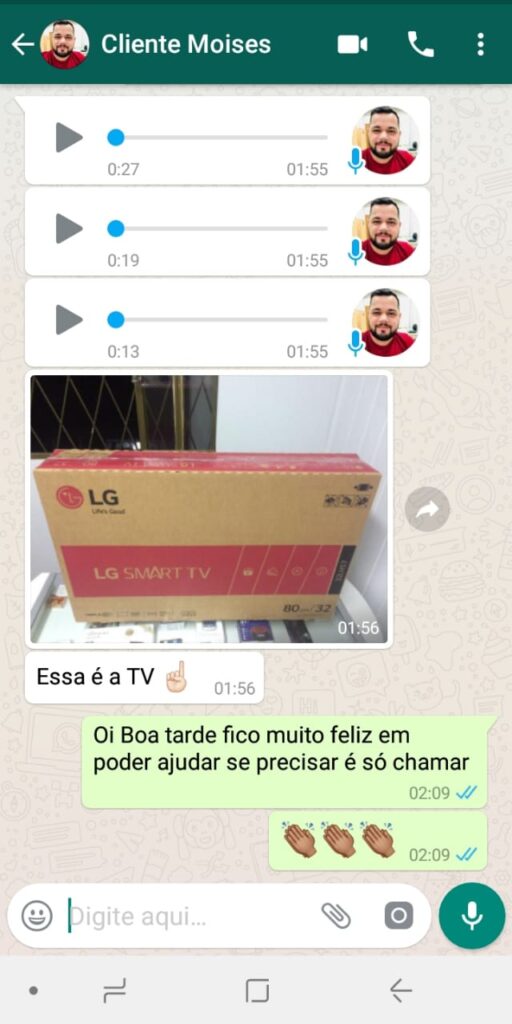 Cliente Moises
0:27 01:55
0:19 01:55
0:13 01:55
LG
Life's Good
LG SMART TV
80 cm/32
01:56
Essa é a TV ☝🏻
01:56
Oi Boa tarde fico muito feliz em
poder ajudar se precisar é só chamar
02:09
👏🏾👏🏾👏🏾 02:09
Digite aqui...